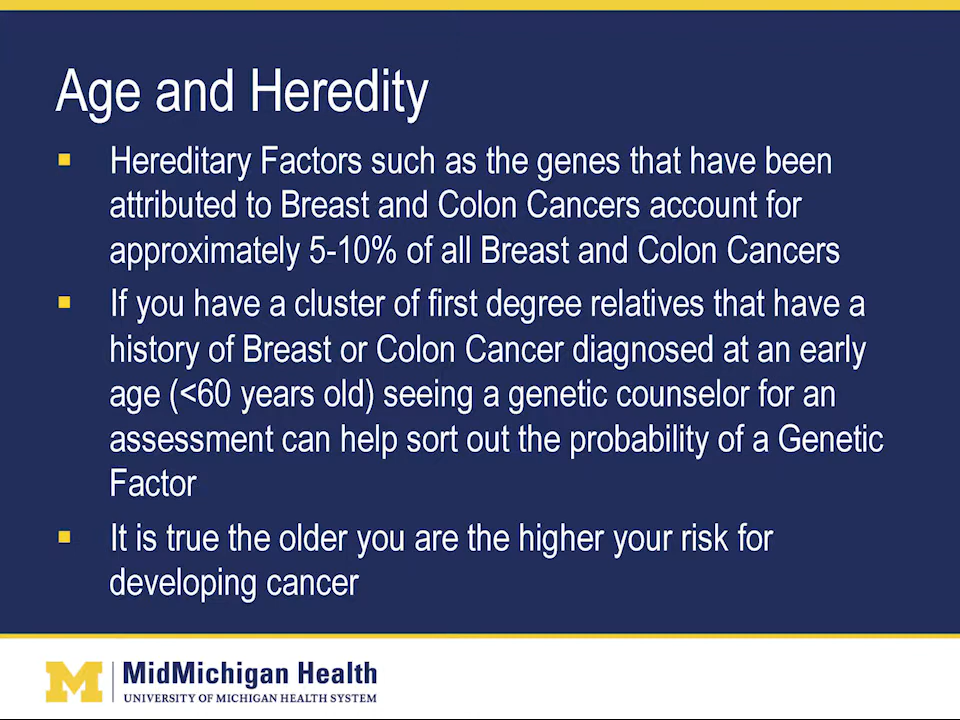 Age and Heredity
▪ Hereditary Factors such as the genes that have been
attributed to Breast and Colon Cancers account for
approximately 5-10% of all Breast and Colon Cancers
▪ If you have a cluster of first degree relatives that have a
history of Breast or Colon Cancer diagnosed at an early
age (<60 years old) seeing a genetic counselor for an
assessment can help sort out the probability of a Genetic
Factor
▪ It is true the older you are the higher your risk for
developing cancer
M
MidMichigan Health
UNIVERSITY OF MICHIGAN HEALTH SYSTEM